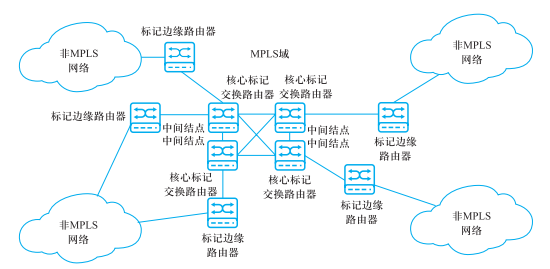 标记边缘路由器
非MPLS
网络
MPLS域
非MPLS
网络
核心标记
交换路由器
核心标记
交换路由器
标记边缘路由器
中间结点
中间结点
中间结点
中间结点
标记边缘
路由器
核心标记
交换路由器
核心标记
交换路由器
标记边缘
路由器
非MPLS
网络
标记边缘
路由器
非MPLS
网络